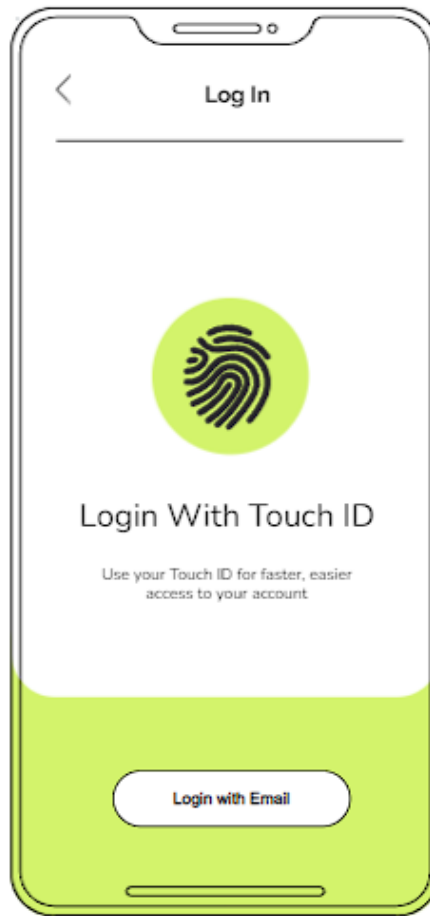 Log In
Login With Touch ID
Use your Touch ID for faster, easier
access to your account
Login with Email